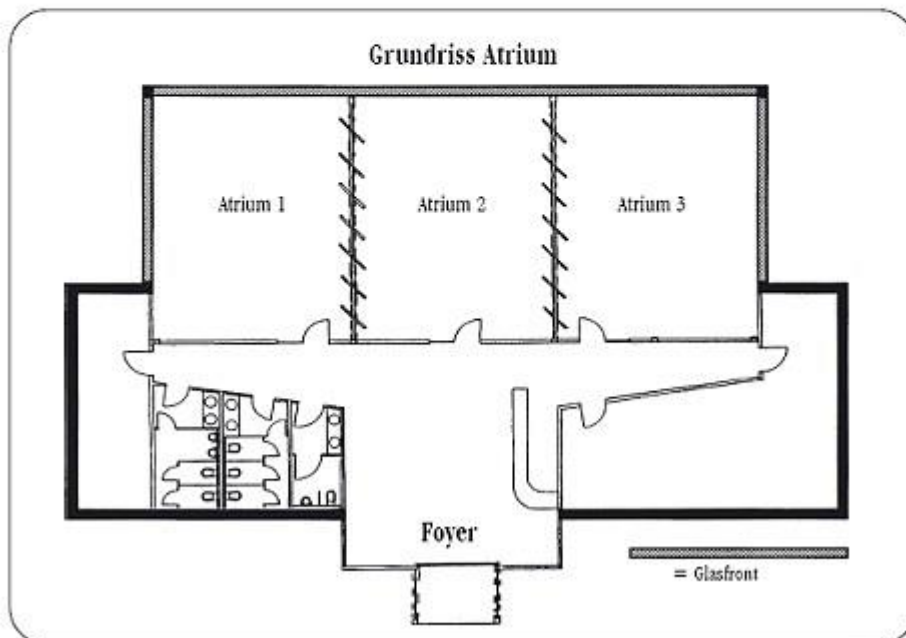 Grundriss Atrium
Atrium 1
Atrium 2
Atrium 3
Foyer
= Glasfront